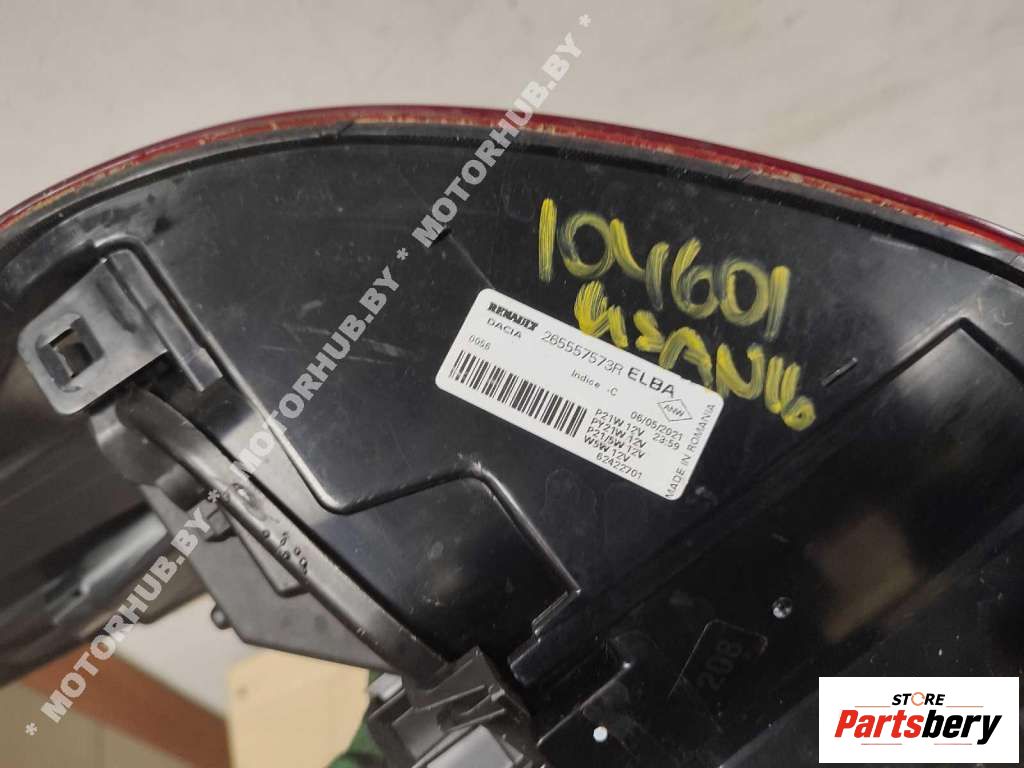 * MOTORHUB.BY * MOTORHUB.BY * MOTORHUB.BY *
104601
RENAULT
DACIA
265557573R ELBA
0056
Indice -C
ANW
06/05/2021
23:59
P21W 12V
PY21W 12V
P21/5W 12V
W5W 12V
62422701
MADE IN ROMANIA
208
STORE
Partsbery